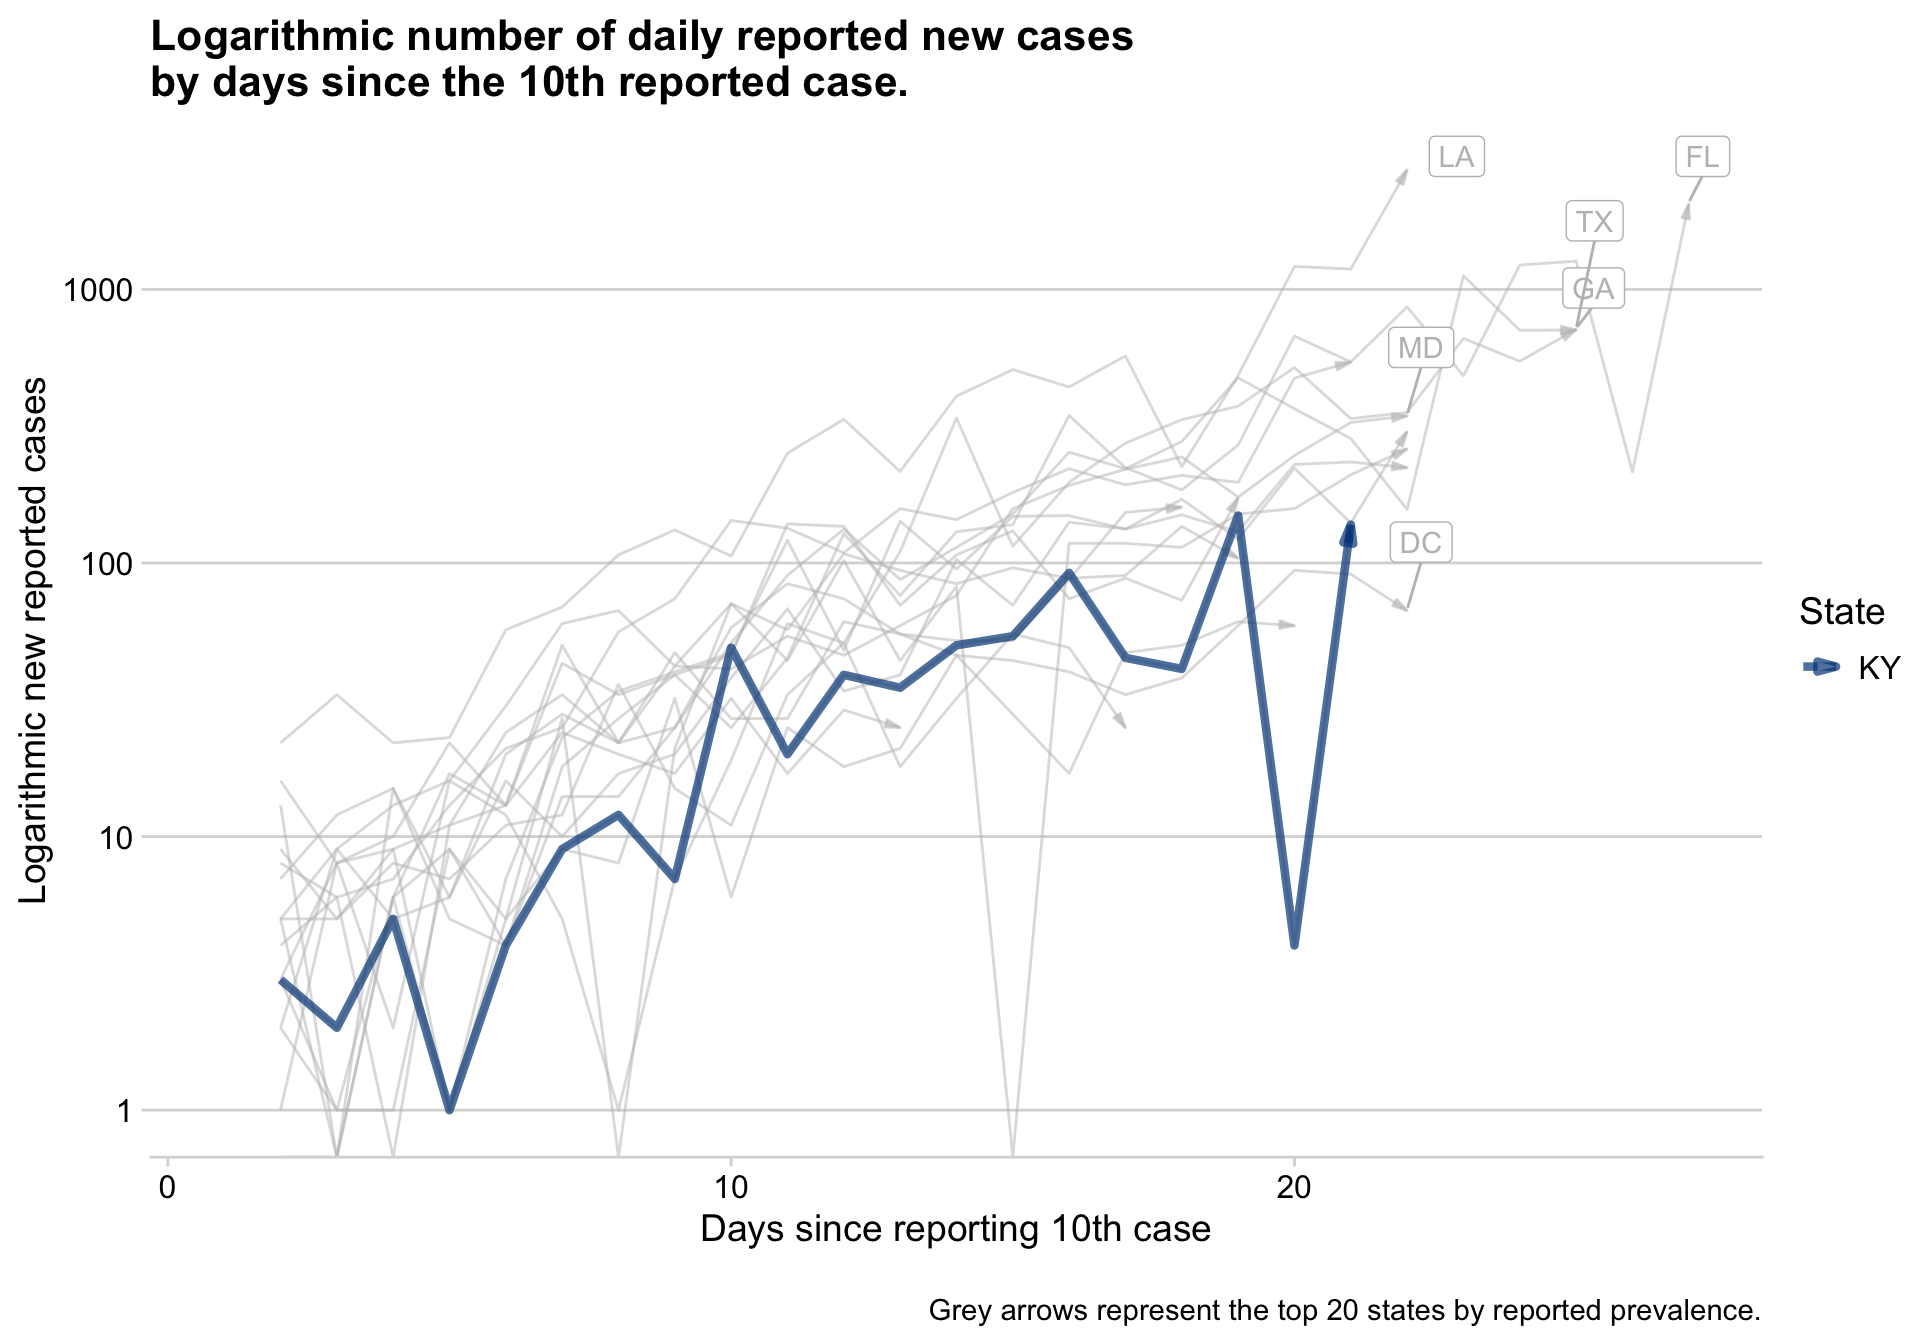 Logarithmic number of daily reported new cases
by days since the 10th reported case.
LA
FL
TX
GA
MD
DC
1000
100
10
1
Logarithmic new reported cases
0
10
20
Days since reporting 10th case
State
KY
Grey arrows represent the top 20 states by reported prevalence.